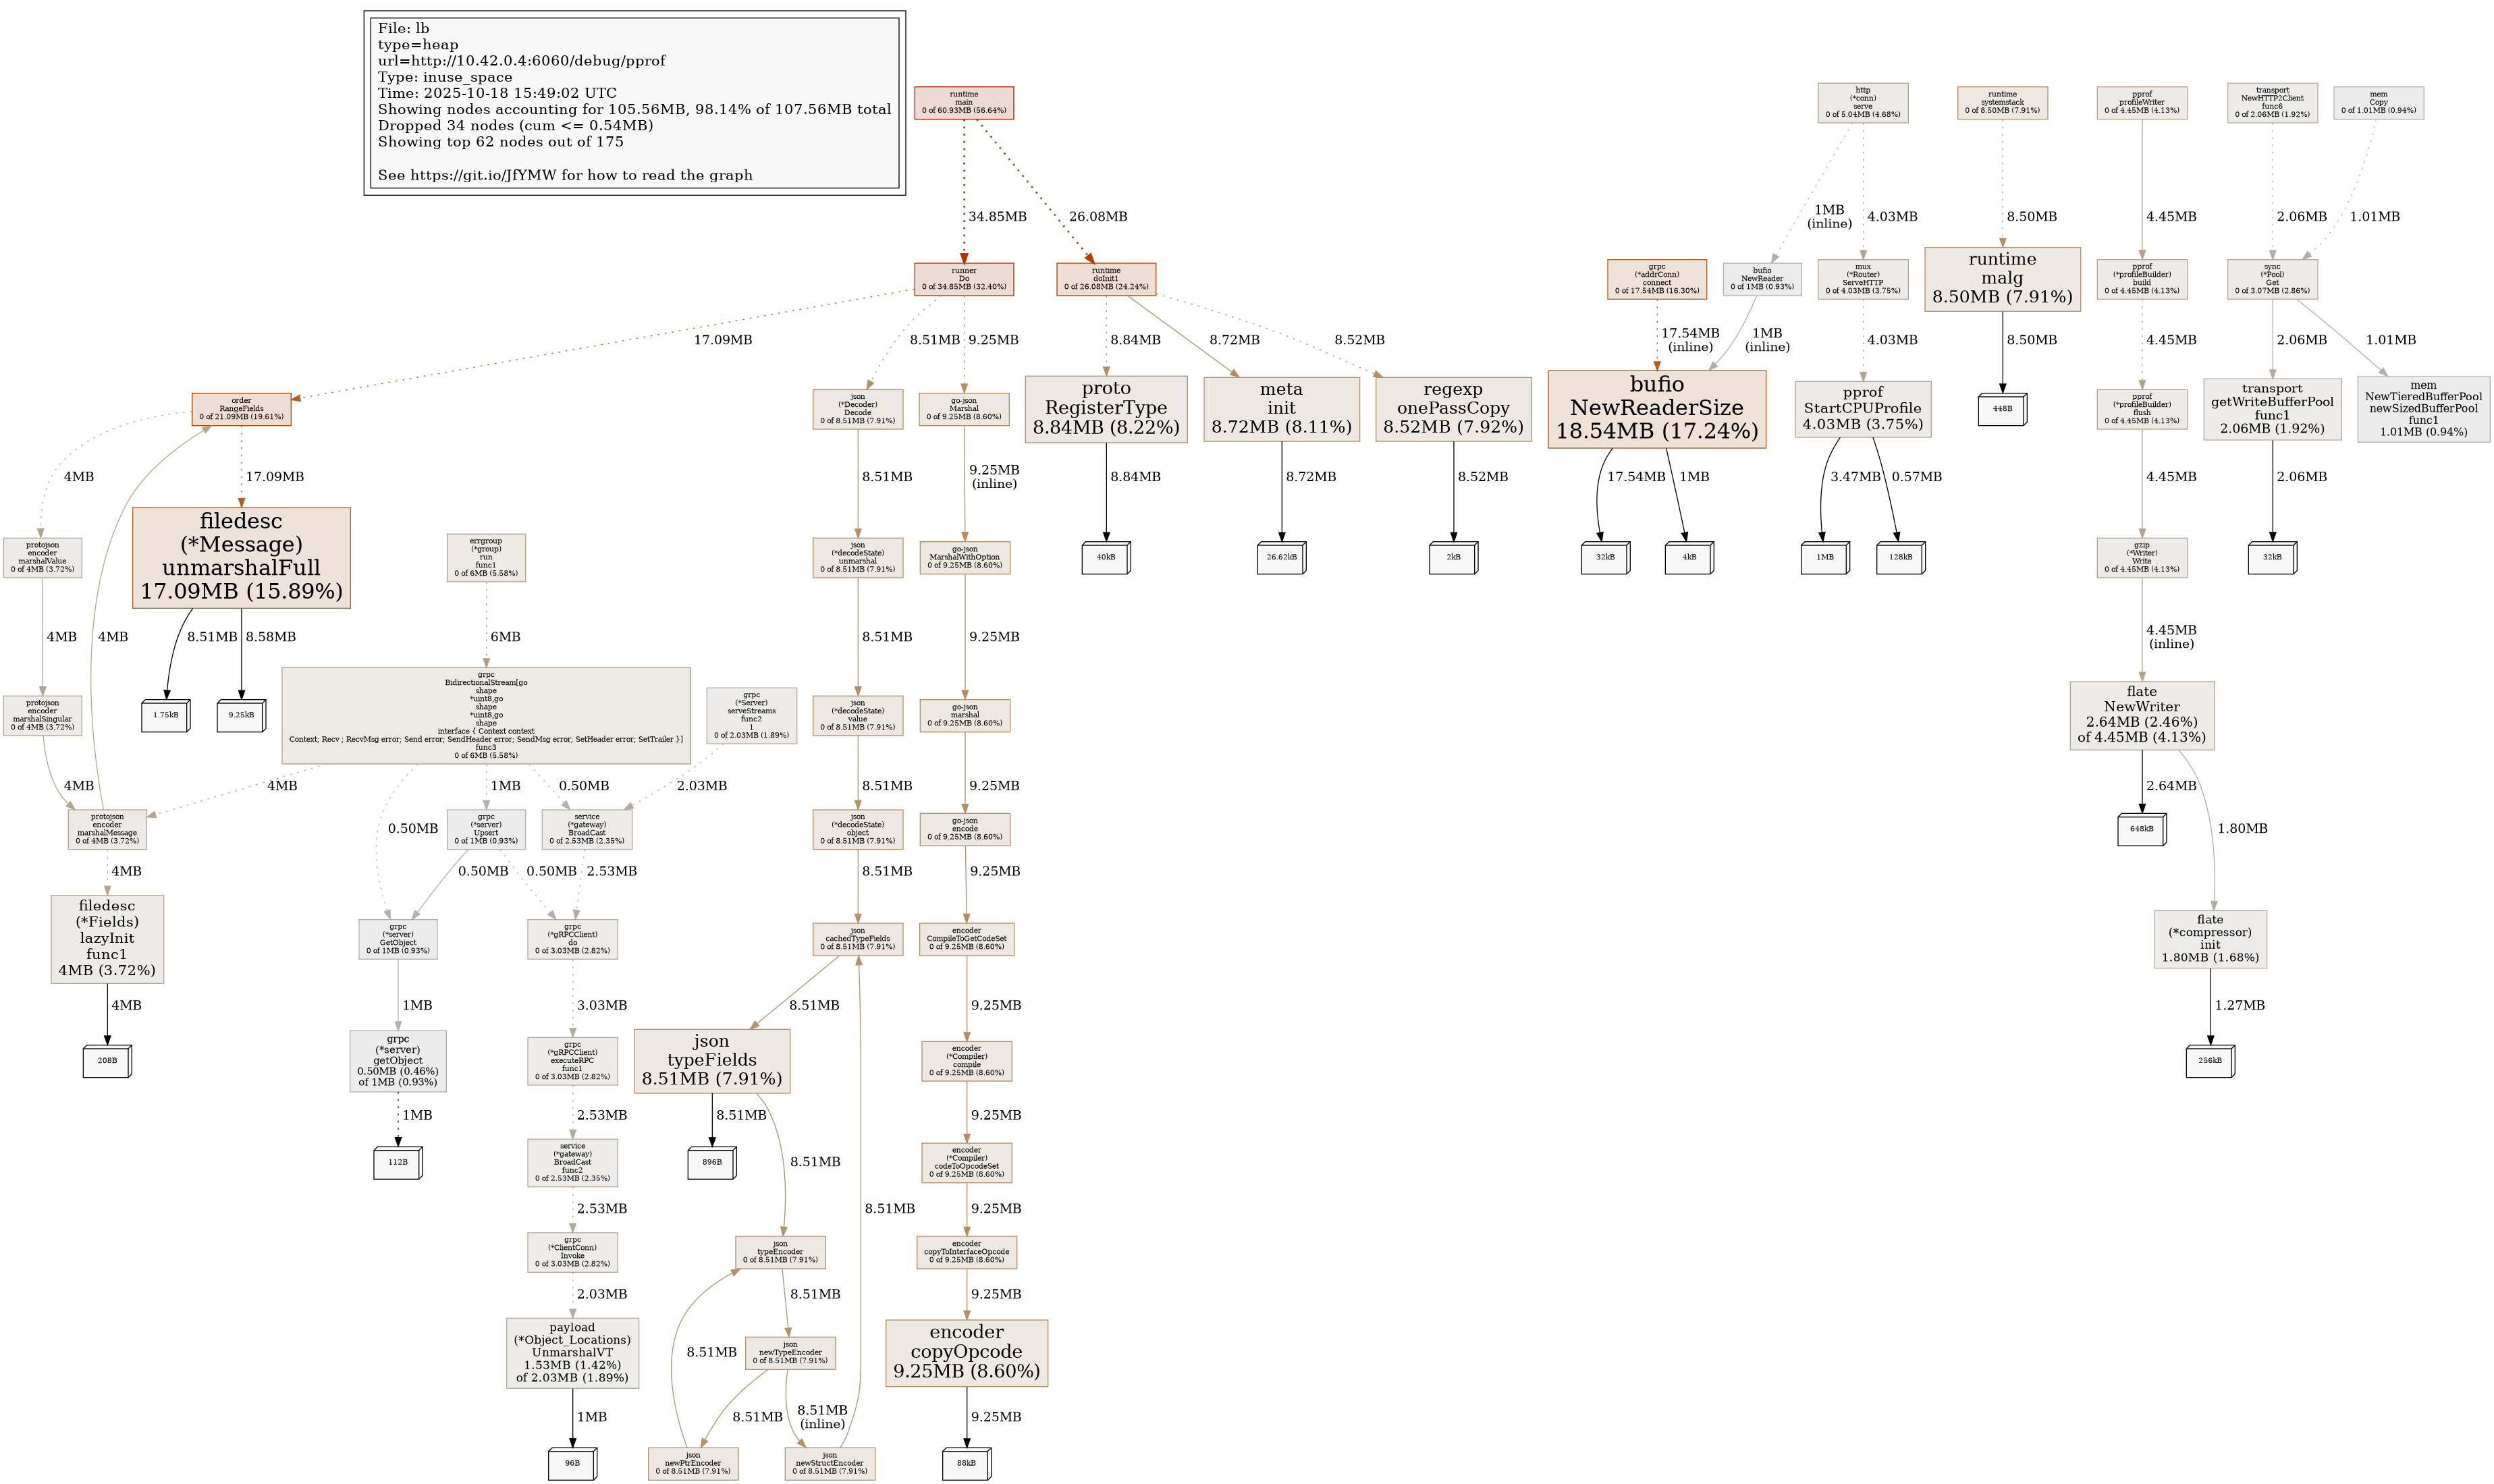 File: lb
type=heap
url=http://10.42.0.4:6060/debug/pprof
Type: inuse_space
Time: 2025-10-18 15:49:02 UTC
Showing nodes accounting for 105.56MB, 98.14% of 107.56MB total
Dropped 34 nodes (cum <= 0.54MB)
Showing top 62 nodes out of 175
See https://git.io/JfYMW for how to read the graph
runtime
main
0 of 60.93MB (56.64%)
http
(*conn)
serve
0 of 5.04MB (4.68%)
runtime
systemstack
0 of 8.50MB (7.91%)
pprof
profileWriter
0 of 4.45MB (4.13%)
transport
NewHTTP2Client
func6
0 of 2.06MB (1.92%)
mem
Copy
0 of 1.01MB (0.94%)
34.85MB
26.08MB
1MB
(inline)
4.03MB
8.50MB
4.45MB
2.06MB
1.01MB
runner
Do
0 of 34.85MB (32.40%)
runtime
doInit1
0 of 26.08MB (24.24%)
grpc
(*addrConn)
connect
0 of 17.54MB (16.30%)
bufio
NewReader
0 of 1MB (0.93%)
mux
(*Router)
ServeHTTP
0 of 4.03MB (3.75%)
runtime
malg
8.50MB (7.91%)
pprof
(*profileBuilder)
build
0 of 4.45MB (4.13%)
sync
(*Pool)
Get
0 of 3.07MB (2.86%)
17.09MB
8.51MB
9.25MB
8.84MB
8.72MB
8.52MB
17.54MB
(inline)
1MB
(inline)
4.03MB
8.50MB
4.45MB
2.06MB
1.01MB
order
RangeFields
0 of 21.09MB (19.61%)
json
(*Decoder)
Decode
0 of 8.51MB (7.91%)
go-json
Marshal
0 of 9.25MB (8.60%)
proto
RegisterType
8.84MB (8.22%)
meta
init
8.72MB (8.11%)
regexp
onePassCopy
8.52MB (7.92%)
bufio
NewReaderSize
18.54MB (17.24%)
pprof
StartCPUProfile
4.03MB (3.75%)
448B
pprof
(*profileBuilder)
flush
0 of 4.45MB (4.13%)
transport
getWriteBufferPool
func1
2.06MB (1.92%)
mem
NewTieredBufferPool
newSizedBufferPool
func1
1.01MB (0.94%)
4MB
17.09MB
8.51MB
9.25MB
(inline)
8.84MB
8.72MB
8.52MB
17.54MB
1MB
3.47MB
0.57MB
4.45MB
2.06MB
protojson
encoder
marshalValue
0 of 4MB (3.72%)
filedesc
(*Message)
unmarshalFull
17.09MB (15.89%)
errgroup
(*group)
run
func1
0 of 6MB (5.58%)
json
(*decodeState)
unmarshal
0 of 8.51MB (7.91%)
go-json
MarshalWithOption
0 of 9.25MB (8.60%)
40kB
26.62kB
2kB
32kB
4kB
1MB
128kB
gzip
(*Writer)
Write
0 of 4.45MB (4.13%)
32kB
4MB
4MB
8.51MB
8.58MB
6MB
8.51MB
9.25MB
4.45MB
(inline)
protojson
encoder
marshalSingular
0 of 4MB (3.72%)
1.75kB
9.25kB
grpc
BidirectionalStream[go
shape
*uint8,go
shape
*uint8,go
shape
interface { Context context
Context; Recv ; RecvMsg error; Send error; SendHeader error; SendMsg error; SetHeader error; SetTrailer }]
func3
0 of 6MB (5.58%)
grpc
(*Server)
serveStreams
func2
1
0 of 2.03MB (1.89%)
json
(*decodeState)
value
0 of 8.51MB (7.91%)
go-json
marshal
0 of 9.25MB (8.60%)
flate
NewWriter
2.64MB (2.46%)
of 4.45MB (4.13%)
4MB
4MB
0.50MB
1MB
0.50MB
2.03MB
8.51MB
9.25MB
2.64MB
1.80MB
protojson
encoder
marshalMessage
0 of 4MB (3.72%)
grpc
(*server)
Upsert
0 of 1MB (0.93%)
service
(*gateway)
BroadCast
0 of 2.53MB (2.35%)
json
(*decodeState)
object
0 of 8.51MB (7.91%)
go-json
encode
0 of 9.25MB (8.60%)
648kB
4MB
0.50MB
0.50MB
2.53MB
8.51MB
9.25MB
filedesc
(*Fields)
lazyInit
func1
4MB (3.72%)
grpc
(*server)
GetObject
0 of 1MB (0.93%)
grpc
(*gRPCClient)
do
0 of 3.03MB (2.82%)
json
cachedTypeFields
0 of 8.51MB (7.91%)
encoder
CompileToGetCodeSet
0 of 9.25MB (8.60%)
flate
(*compressor)
init
1.80MB (1.68%)
4MB
1MB
3.03MB
8.51MB
9.25MB
1.27MB
208B
grpc
(*server)
getObject
0.50MB (0.46%)
of 1MB (0.93%)
grpc
(*gRPCClient)
executeRPC
func1
0 of 3.03MB (2.82%)
json
typeFields
8.51MB (7.91%)
encoder
(*Compiler)
compile
0 of 9.25MB (8.60%)
256kB
1MB
2.53MB
8.51MB
8.51MB
9.25MB
112B
service
(*gateway)
BroadCast
func2
0 of 2.53MB (2.35%)
896B
encoder
(*Compiler)
codeToOpcodeSet
0 of 9.25MB (8.60%)
2.53MB
8.51MB
9.25MB
grpc
(*ClientConn)
Invoke
0 of 3.03MB (2.82%)
json
typeEncoder
0 of 8.51MB (7.91%)
encoder
copyToInterfaceOpcode
0 of 9.25MB (8.60%)
2.03MB
8.51MB
9.25MB
payload
(*Object_Locations)
UnmarshalVT
1.53MB (1.42%)
of 2.03MB (1.89%)
8.51MB
json
newTypeEncoder
0 of 8.51MB (7.91%)
encoder
copyOpcode
9.25MB (8.60%)
1MB
8.51MB
8.51MB
(inline)
9.25MB
96B
json
newPtrEncoder
0 of 8.51MB (7.91%)
json
newStructEncoder
0 of 8.51MB (7.91%)
88kB